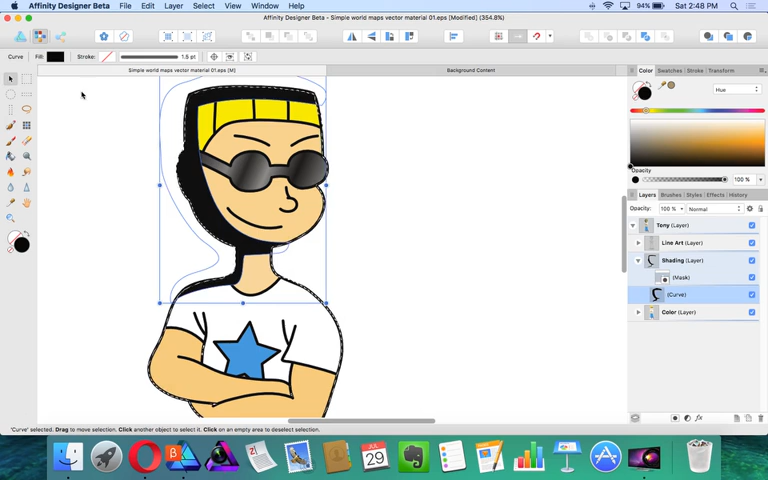 Affinity Designer Beta File Edit Text Layer Select View Window Help 94% Sat 2:48 PM
Affinity Designer Beta - Simple world maps vector material 01.eps [Modified] (354.8%)
Curve Fill: Stroke: 1.5 pt
Simple world maps vector material 01.eps [M] Background Content
Color Swatches Stroke Transform
Hue
Opacity
100 %
Layers Brushes Styles Effects History
Opacity: 100 % Normal
Tony (Layer)
Line Art (Layer)
Shading (Layer)
(Mask)
(Curve)
Color (Layer)
'Curve' selected. Drag to move selection. Click another object to select it. Click on an empty area to deselect selection.
JUL
29